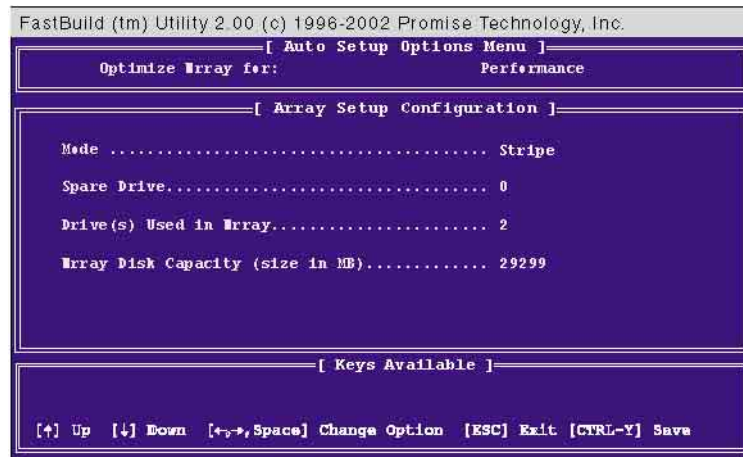 FastBuild (tm) Utility 2.00 (c) 1996-2002 Promise Technology, Inc.
[ Auto Setup Options Menu ]
Optimize Array for: Performance
[ Array Setup Configuration ]
Mode ........................................ Stripe
Spare Drive.................................. 0
Drive(s) Used in Array....................... 2
Array Disk Capacity (size in MB)............. 29299
[ Keys Available ]
[↑] Up [↓] Down [←,→,Space] Change Option [ESC] Exit [CTRL-Y] Save